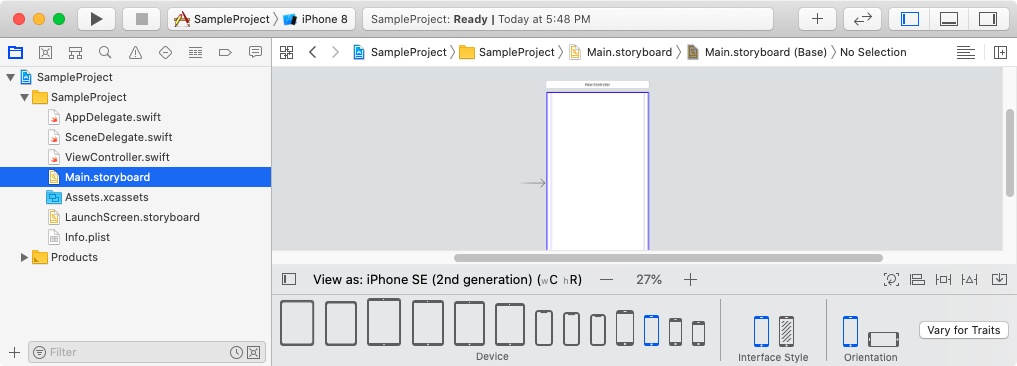 SampleProject iPhone 8 SampleProject: Ready | Today at 5:48 PM
SampleProject SampleProject Main.storyboard Main.storyboard (Base) No Selection
SampleProject
SampleProject
AppDelegate.swift
SceneDelegate.swift
ViewController.swift
Main.storyboard
Assets.xcassets
LaunchScreen.storyboard
Info.plist
Products
View Controller
View as: iPhone SE (2nd generation) (wC hR) — 27% +
Vary for Traits
Filter
Device Interface Style Orientation